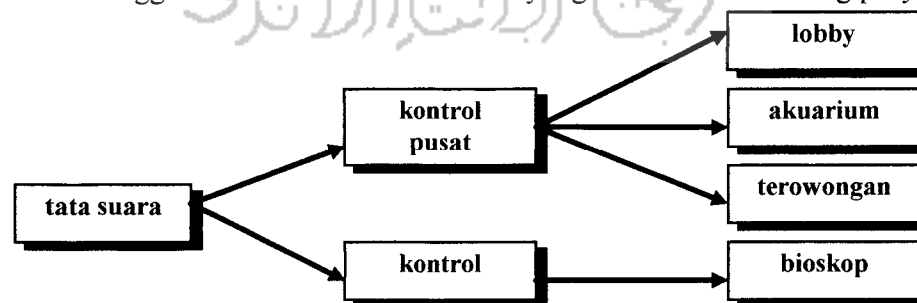 lobby
kontrol
pusat
akuarium
terowongan
tata suara
kontrol
bioskop